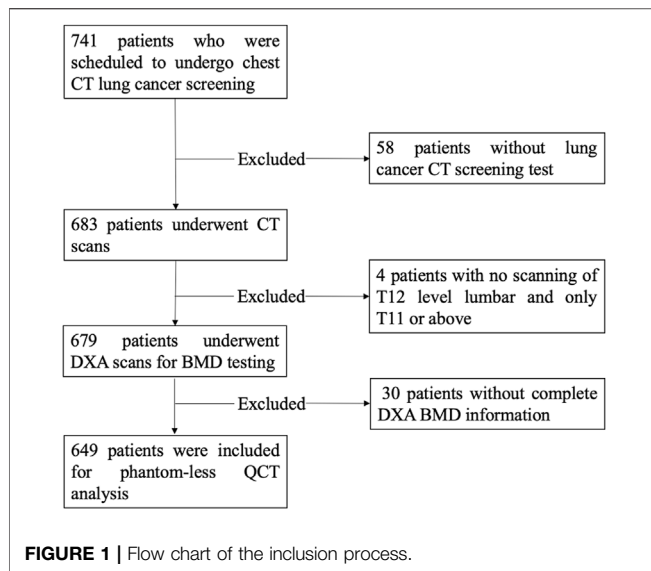 741 patients who were
scheduled to undergo chest
CT lung cancer screening
Excluded
58 patients without lung
cancer CT screening test
683 patients underwent CT
scans
Excluded
4 patients with no scanning of
T12 level lumbar and only
T11 or above
679 patients underwent
DXA scans for BMD testing
Excluded
30 patients without complete
DXA BMD information
649 patients were included
for phantom-less QCT
analysis
FIGURE 1 | Flow chart of the inclusion process.